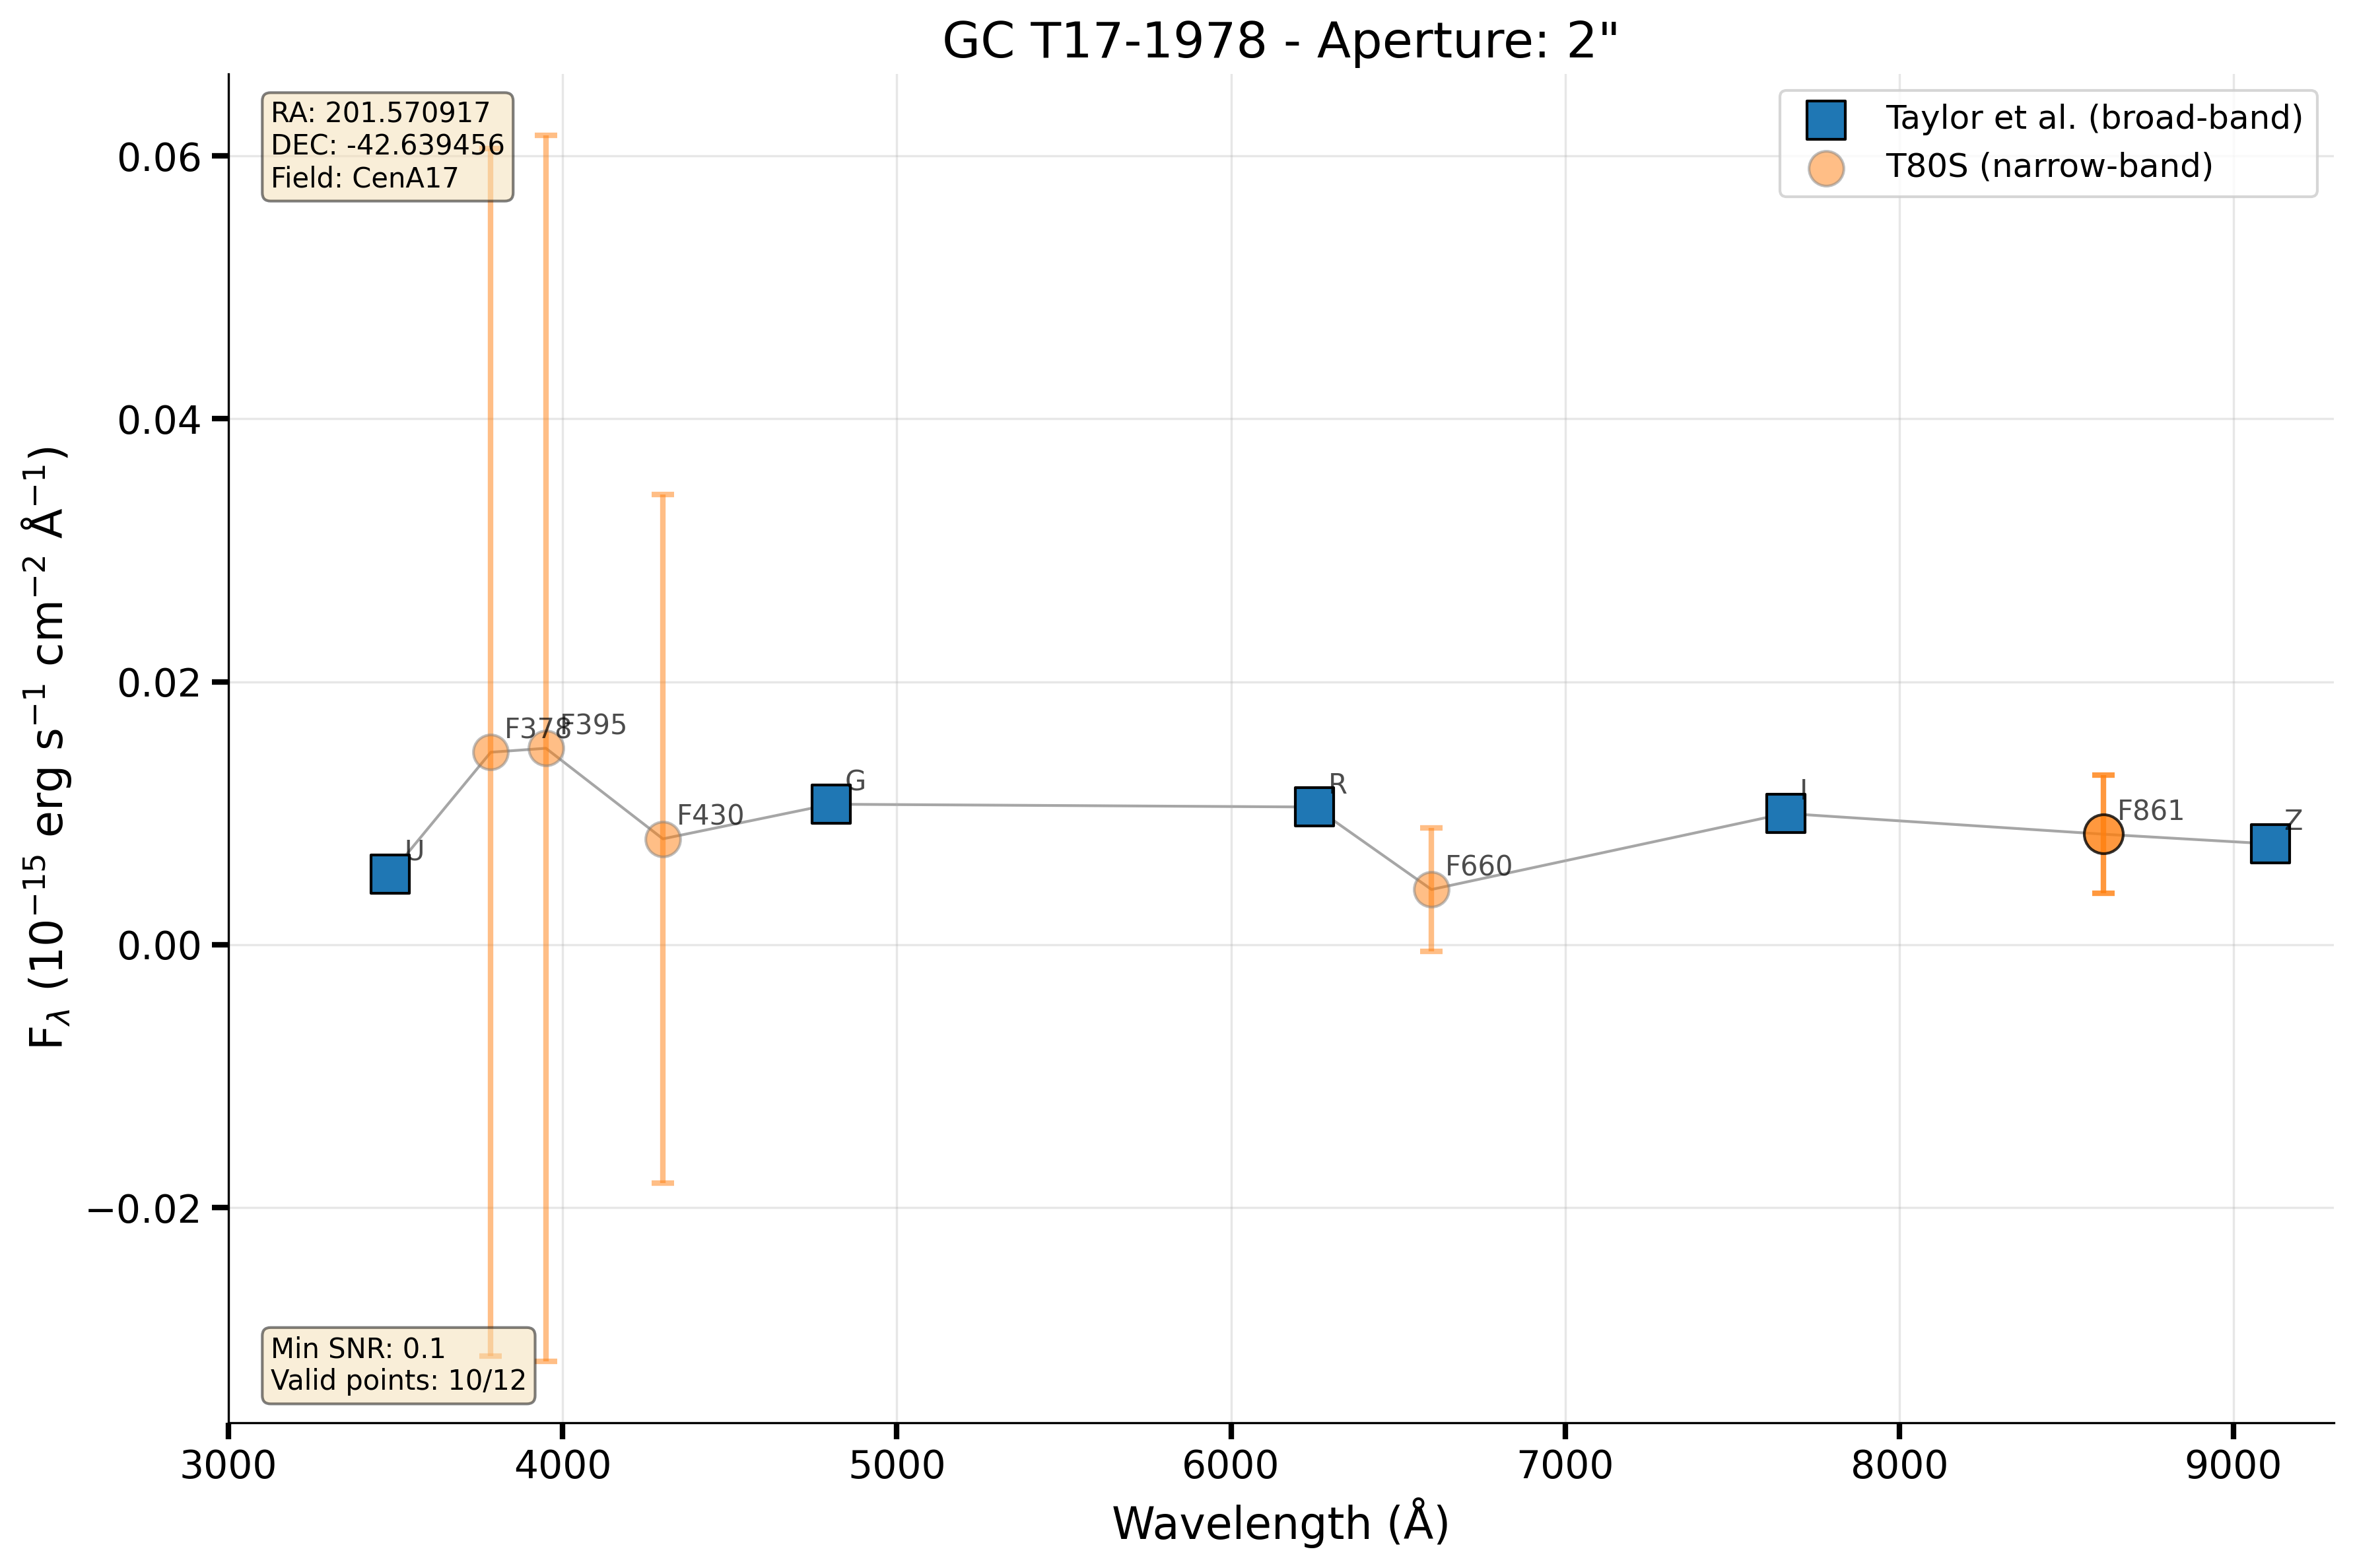 GC T17-1978 - Aperture: 2"
RA: 201.570917
DEC: -42.639456
Field: CenA17
Taylor et al. (broad-band)
T80S (narrow-band)
0.06
0.04
0.02
0.00
−0.02
F$_λ$ (10$^{−15}$ erg s$^{−1}$ cm$^{−2}$ Å$^{−1}$)
U
F378
F395
F430
G
R
F660
I
F861
Z
Min SNR: 0.1
Valid points: 10/12
3000 4000 5000 6000 7000 8000 9000
Wavelength (Å)